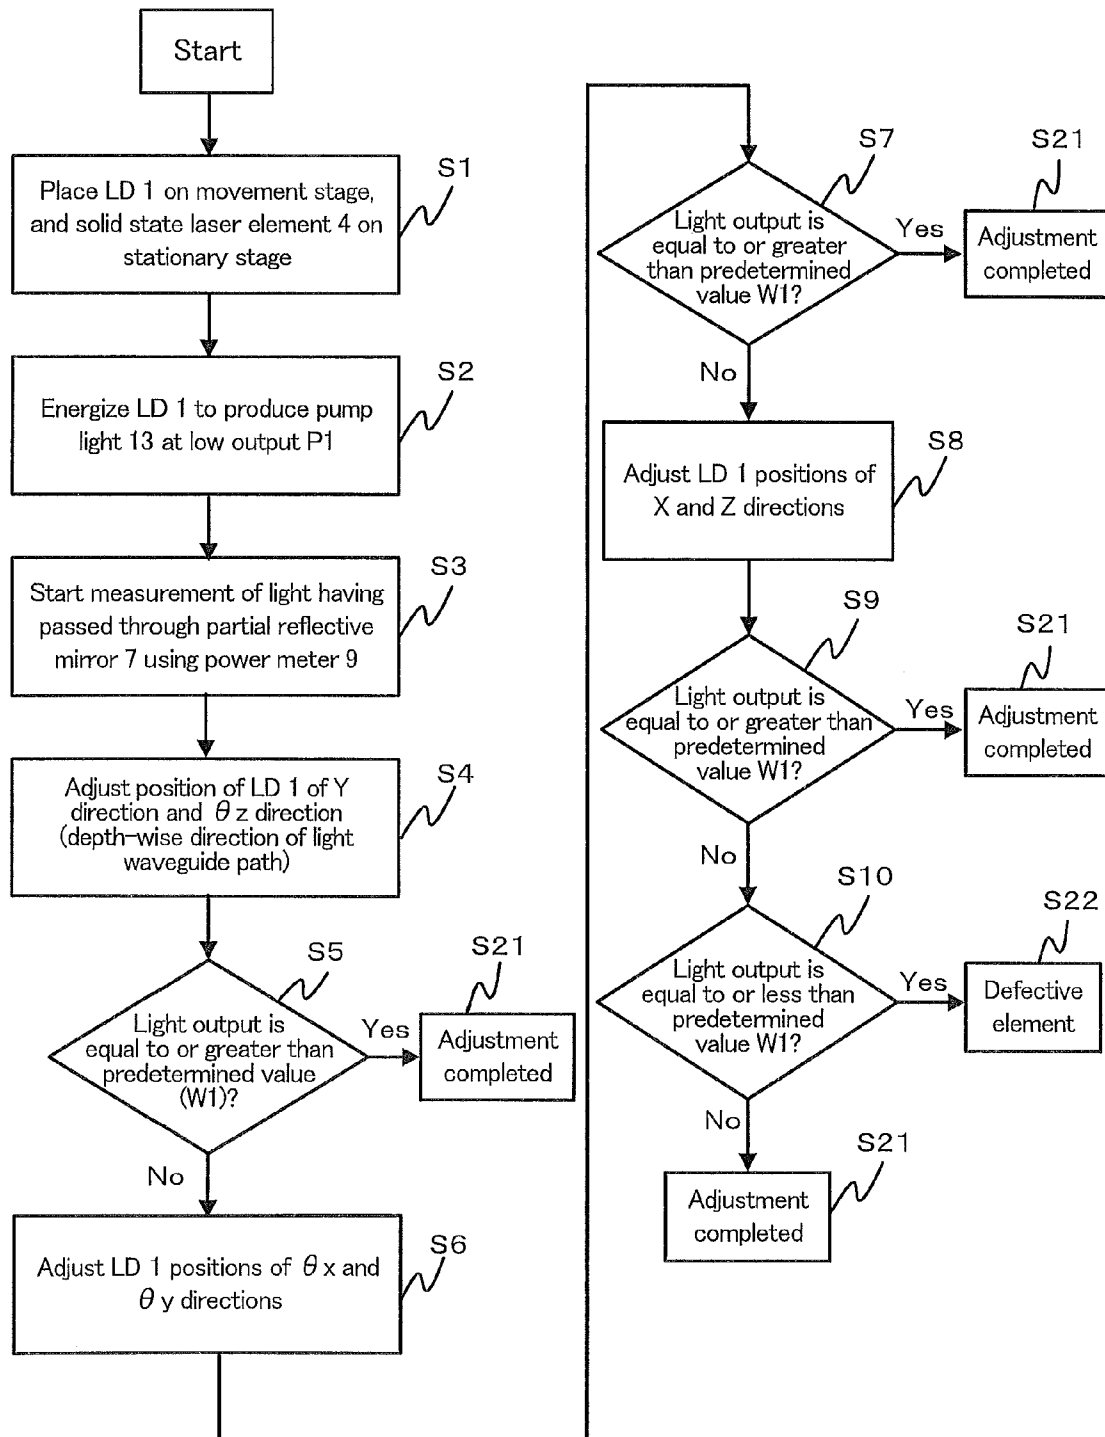 Start
S1
Place LD 1 on movement stage,
and solid state laser element 4 on
stationary stage
S2
Energize LD 1 to produce pump
light 13 at low output P1
S3
Start measurement of light having
passed through partial reflective
mirror 7 using power meter 9
S4
Adjust position of LD 1 of Y
direction and θ z direction
(depth-wise direction of light
waveguide path)
S5
Light output is
equal to or greater than
predetermined value
(W1)?
Yes
S21
Adjustment
completed
No
S6
Adjust LD 1 positions of θ x and
θ y directions
S7
Light output is
equal to or greater
than predetermined
value W1?
Yes
S21
Adjustment
completed
No
S8
Adjust LD 1 positions of
X and Z directions
S9
Light output is
equal to or greater than
predetermined
value W1?
Yes
S21
Adjustment
completed
No
S10
Light output is
equal to or less than
predetermined
value W1?
Yes
S22
Defective
element
No
S21
Adjustment
completed